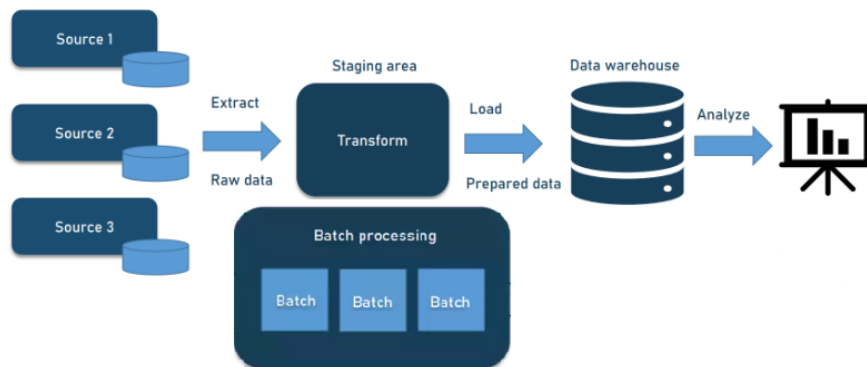 Source 1
Source 2
Source 3
Extract
Raw data
Staging area
Transform
Batch processing
Batch
Batch
Batch
Load
Prepared data
Data warehouse
Analyze